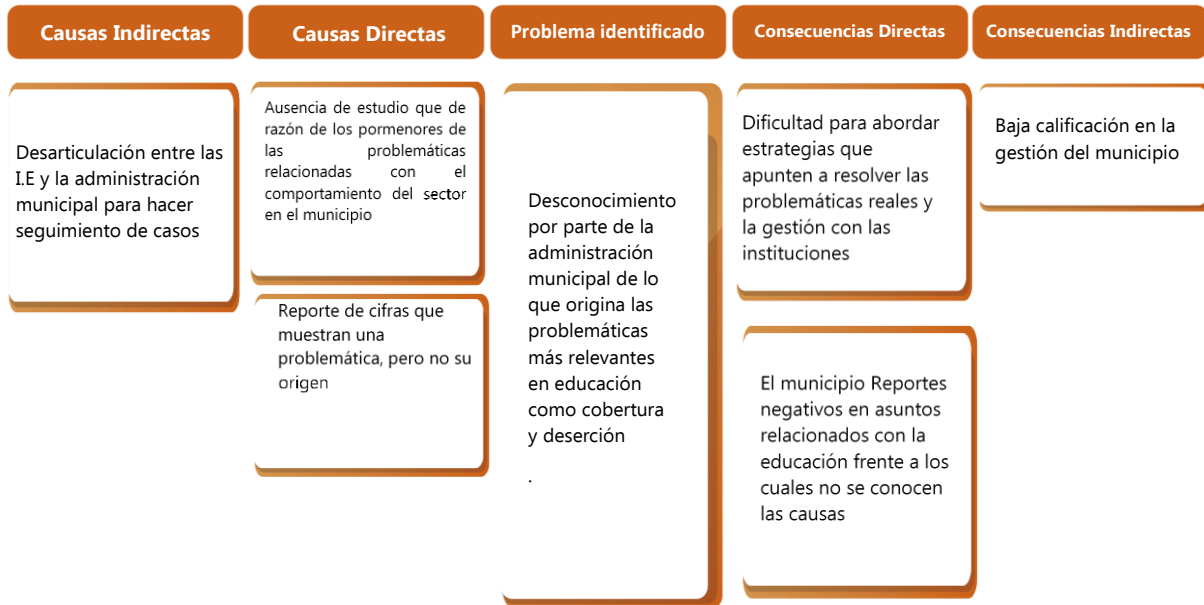 Causas Indirectas
Causas Directas
Problema identificado
Consecuencias Directas
Consecuencias Indirectas
Desarticulación entre las
I.E y la administración
municipal para hacer
seguimiento de casos
Ausencia de estudio que de
razón de los pormenores de
las problemáticas
relacionadas con el
comportamiento del sector
en el municipio
Reporte de cifras que
muestran una
problemática, pero no su
origen
Desconocimiento
por parte de la
administración
municipal de lo
que origina las
problemáticas
más relevantes
en educación
como cobertura
y deserción
.
Dificultad para abordar
estrategias que
apunten a resolver las
problemáticas reales y
la gestión con las
instituciones
El municipio Reportes
negativos en asuntos
relacionados con la
educación frente a los
cuales no se conocen
las causas
Baja calificación en la
gestión del municipio